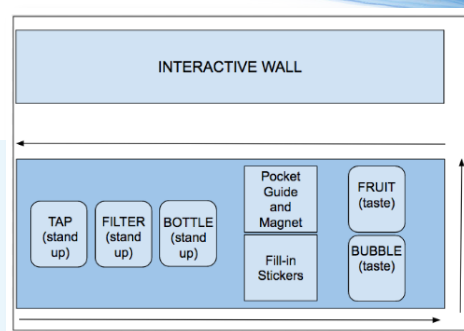 INTERACTIVE WALL
TAP
(stand
up)
FILTER
(stand
up)
BOTTLE
(stand
up)
Pocket
Guide
and
Magnet
Fill-in
Stickers
FRUIT
(taste)
BUBBLE
(taste)